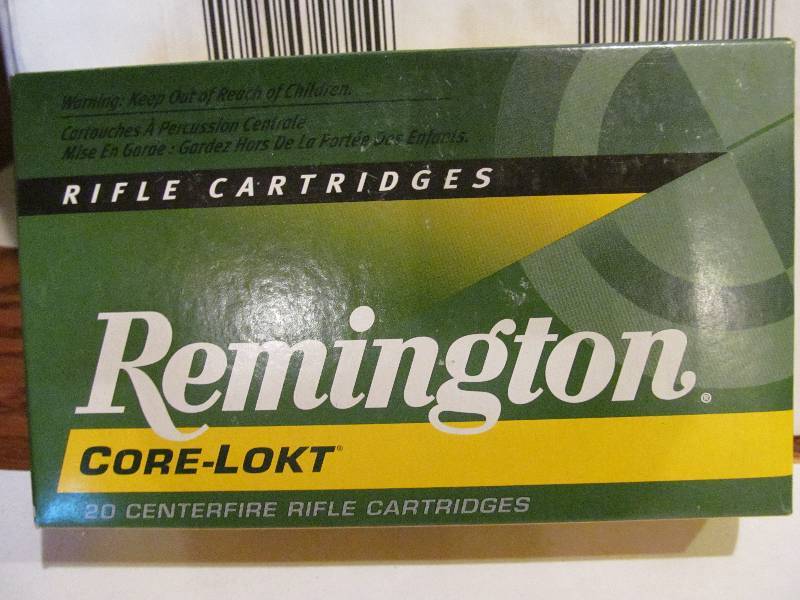 Warning: Keep Out of Reach of Children.
Cartouches À Percussion Centrale
Mise En Garde : Gardez Hors De La Portée Des Enfants.
RIFLE CARTRIDGES
Remington®
CORE-LOKT®
20 CENTERFIRE RIFLE CARTRIDGES